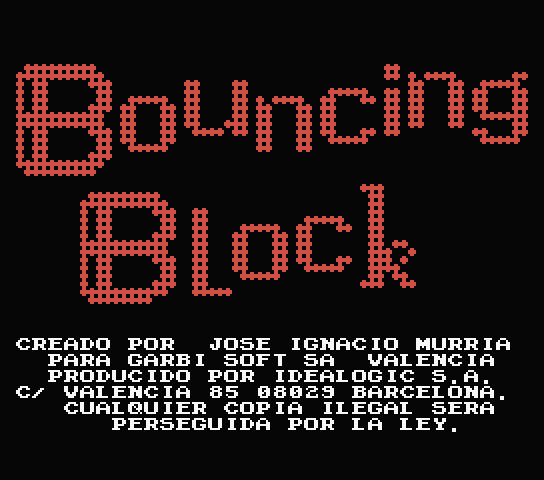 Bouncing
Block
CREADO POR JOSE IGNACIO MURRIA
PARA GARBI SOFT SA VALENCIA
PRODUCIDO POR IDEALOGIC S.A.
C/ VALENCIA 85 08029 BARCELONA.
CUALQUIER COPIA ILEGAL SERA
PERSEGUIDA POR LA LEY.